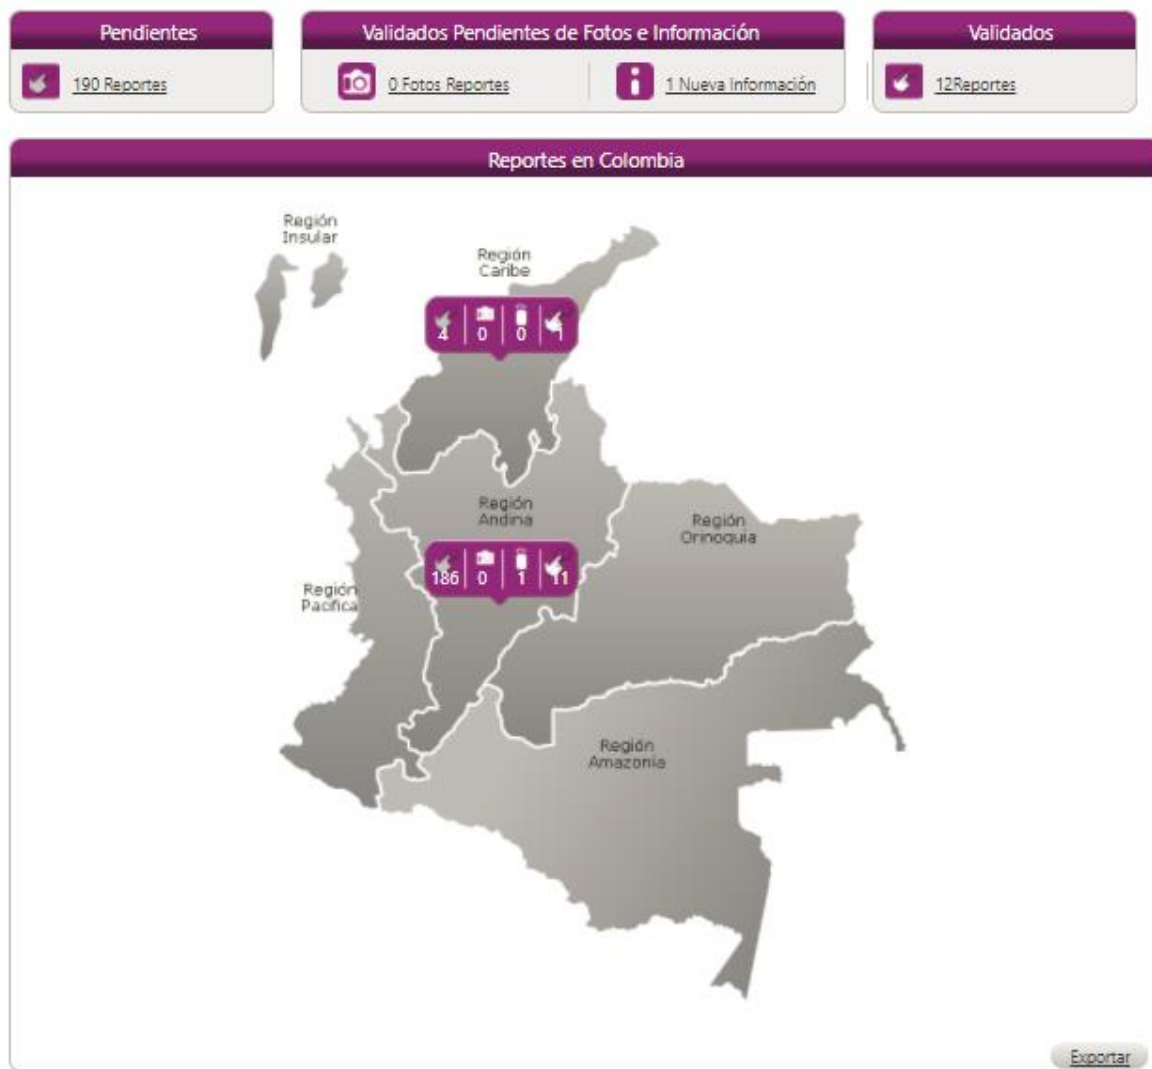 Pendientes
190 Reportes
Validados Pendientes de Fotos e Información
0 Fotos Reportes
1 Nueva Información
Validados
12Reportes
Reportes en Colombia
Región
Insular
Región
Caribe
4 0 0 1
Región
Andina
186 0 1 11
Región
Orinoquia
Región
Pacifica
Región
Amazonía
Exportar